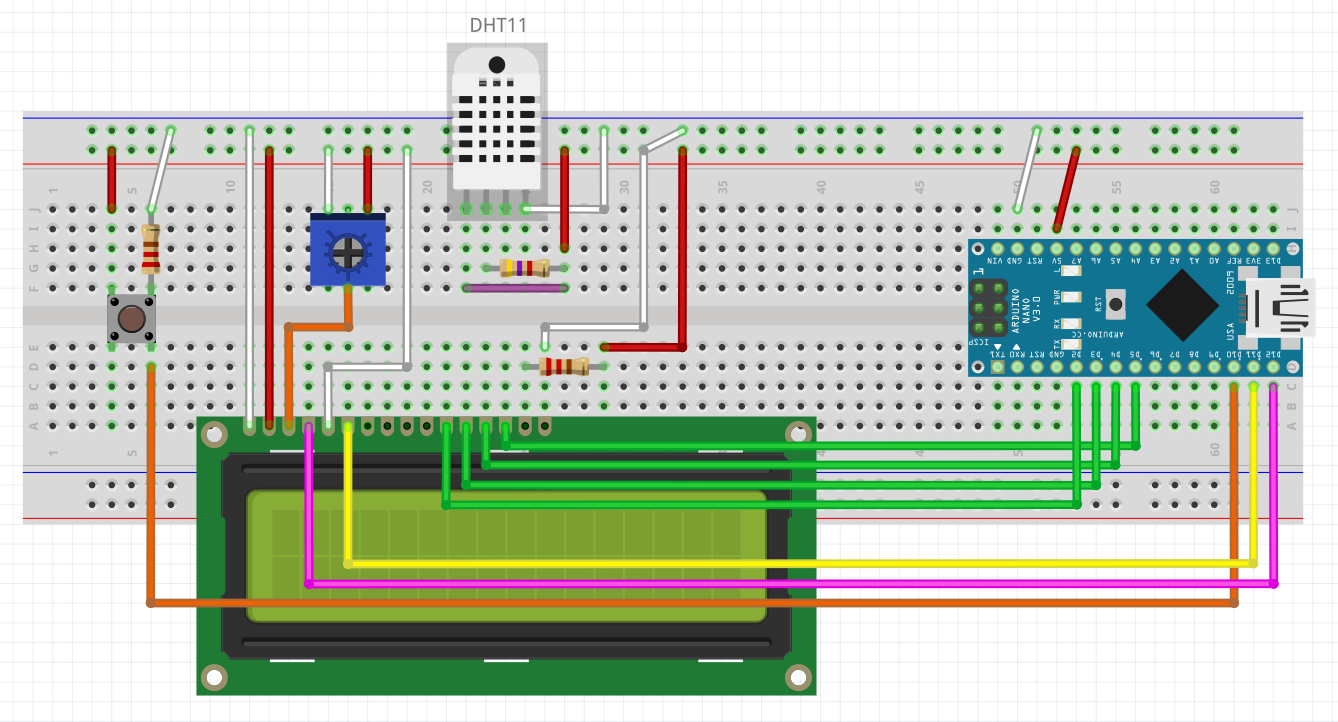 DHT11
1 5 10 15 20 25 30 35 40 45 50 55 60
J
I
H
G
F
VIN GND RST 5V A7 A6 A5 A4 A3 A2 A1 A0 REF 3V3 D13
1
L
PWR
RX
TX
ARDUINO
NANO
V3.0
RST
ARDUINO.CC
2009
USA
ICSP
TX1 RX0 RST GND D2 D3 D4 D5 D6 D7 D8 D9 D10 D11 D12
E
D
C
B
A
1 5 50 60